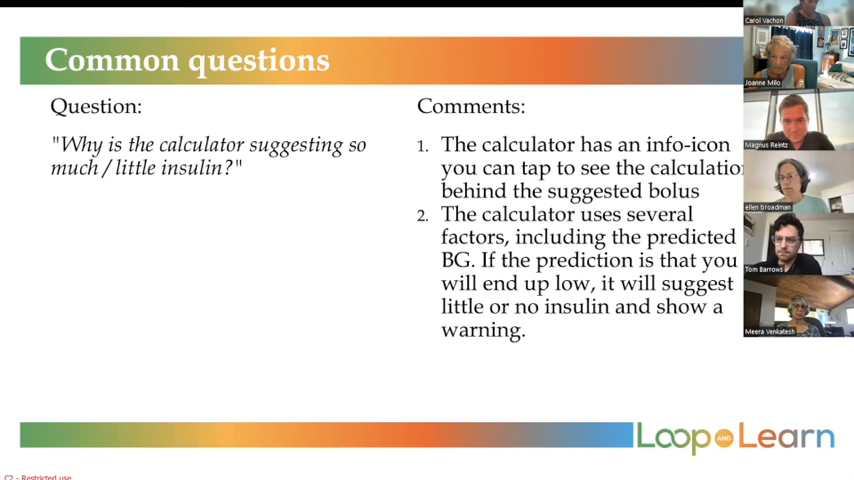 Common questions
Question:
"Why is the calculator suggesting so
much / little insulin?"
Comments:
1. The calculator has an info-icon
you can tap to see the calculation
behind the suggested bolus
2. The calculator uses several
factors, including the predicted
BG. If the prediction is that you
will end up low, it will suggest
little or no insulin and show a
warning.
Loop AND Learn
C2 - Restricted use
Carol Vachon
Joanne Milo
Magnus Reintz
ellen broadman
Tom Barrows
Meera Venkatesh